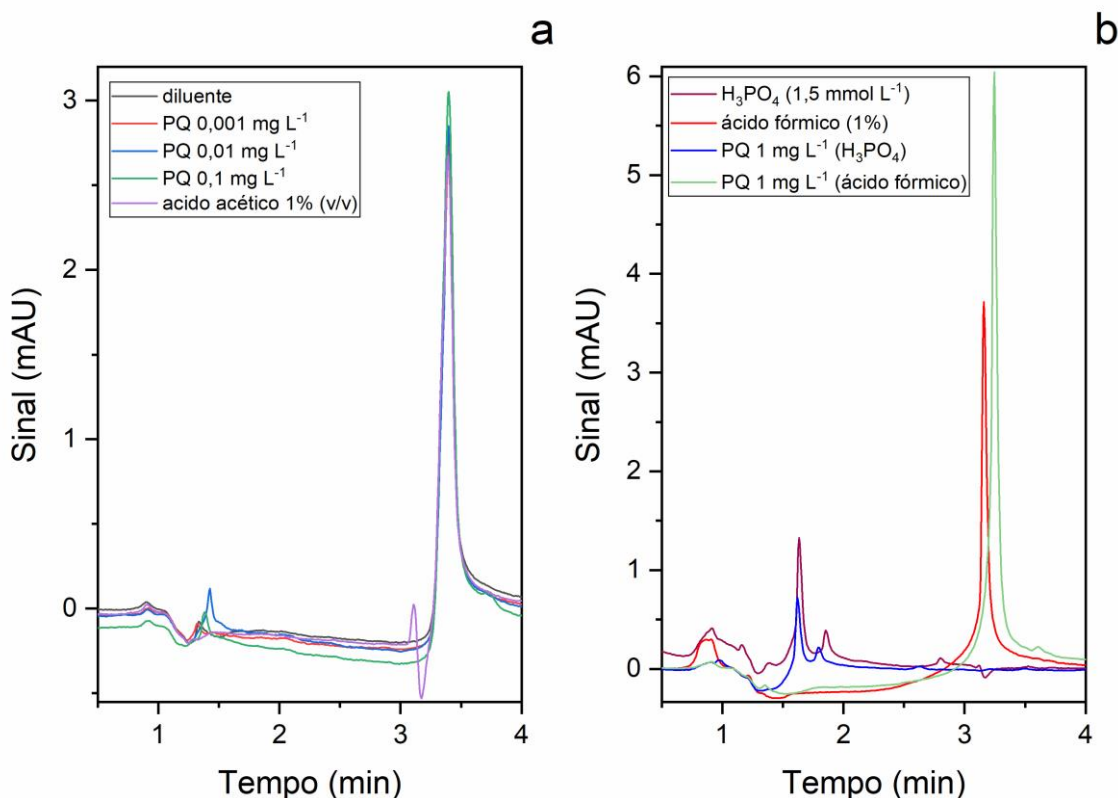 a
diluente
PQ 0,001 mg L⁻¹
PQ 0,01 mg L⁻¹
PQ 0,1 mg L⁻¹
acido acético 1% (v/v)
Sinal (mAU)
3
2
1
0
1 2 3 4
Tempo (min)
b
H₃PO₄ (1,5 mmol L⁻¹)
ácido fórmico (1%)
PQ 1 mg L⁻¹ (H₃PO₄)
PQ 1 mg L⁻¹ (ácido fórmico)
Sinal (mAU)
6
5
4
3
2
1
0
1 2 3 4
Tempo (min)